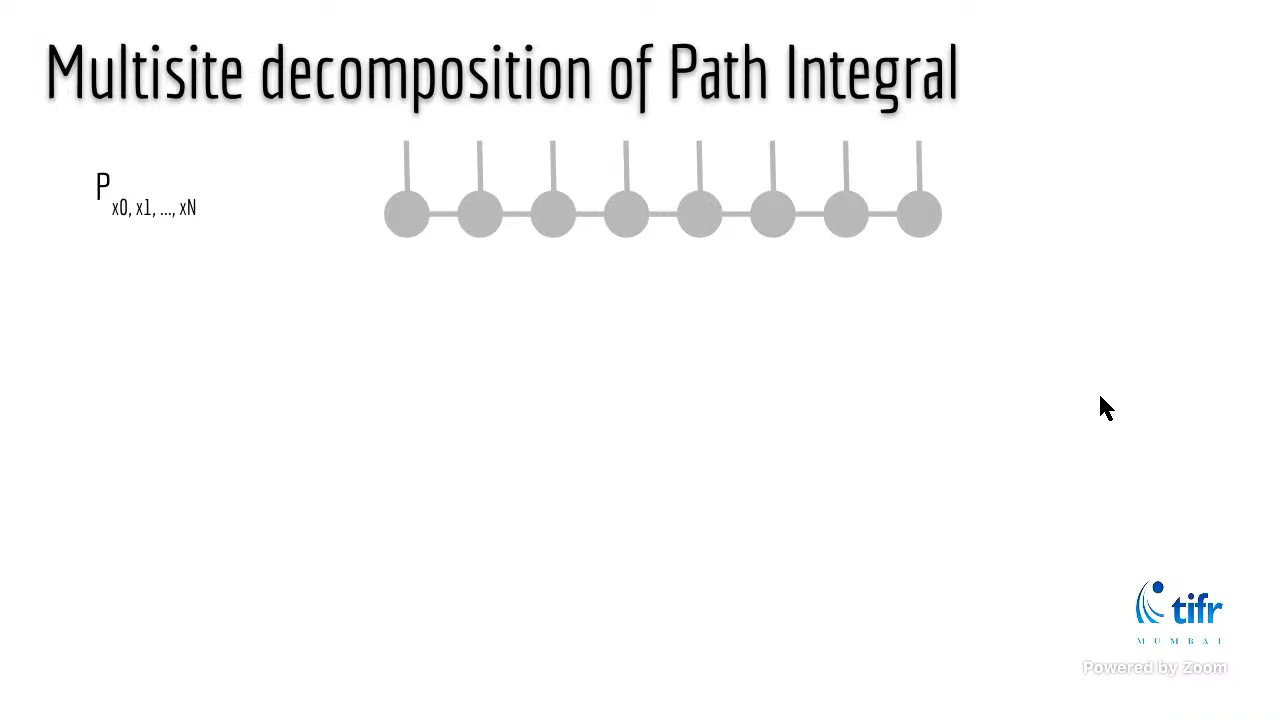 Multisite decomposition of Path Integral
P x0, x1, ..., xN
tifr
MUMBAI
Powered by Zoom